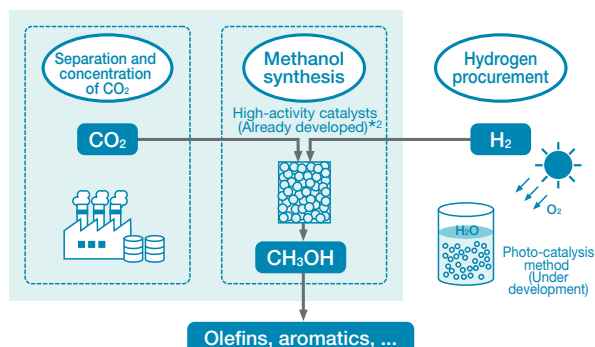 Separation and
concentration
of CO₂
Methanol
synthesis
Hydrogen
procurement
High-activity catalysts
(Already developed)*2
CO₂
H₂
O₂
H₂O
Photo-catalysis
method
(Under
development)
CH₃OH
Olefins, aromatics, ...